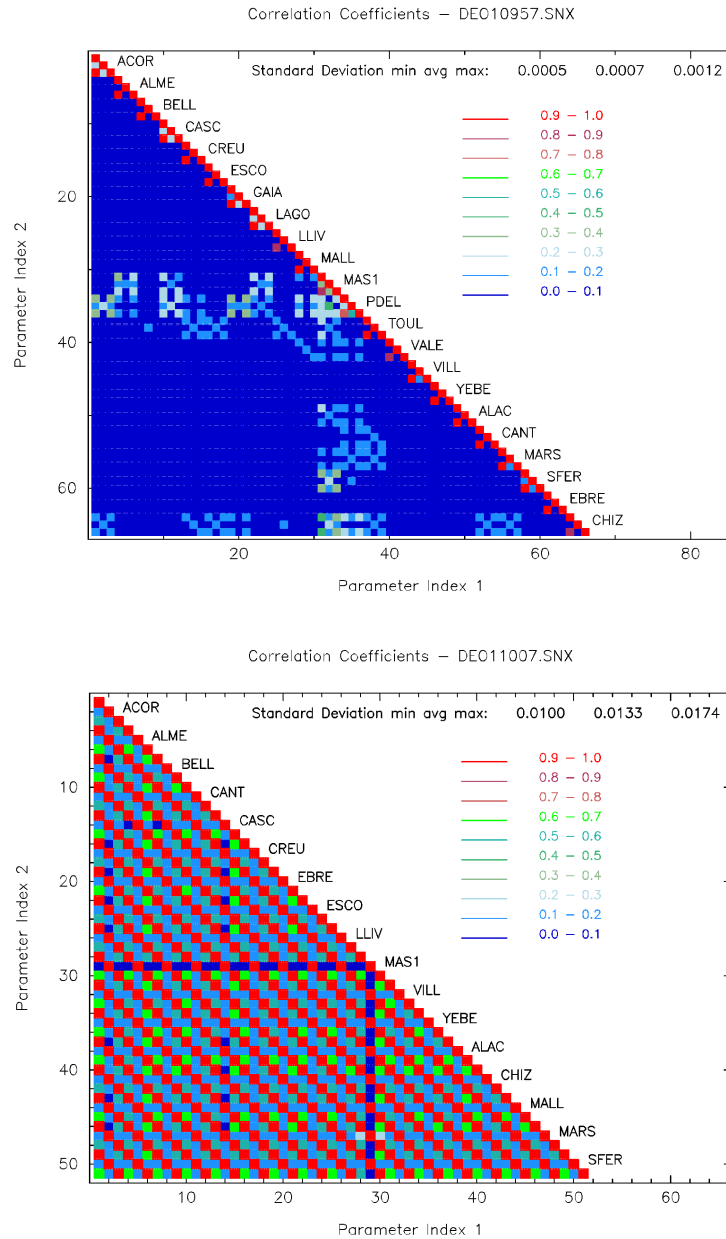 Correlation Coefficients – DEO10957.SNX
Standard Deviation min avg max: 0.0005 0.0007 0.0012
ACOR
ALME
BELL
CASC
CREU
ESCO
GAIA
LAGO
LLIV
MALL
MAS1
PDEL
TOUL
VALE
VILL
YEBE
ALAC
CANT
MARS
SFER
EBRE
CHIZ
0.9 – 1.0
0.8 – 0.9
0.7 – 0.8
0.6 – 0.7
0.5 – 0.6
0.4 – 0.5
0.3 – 0.4
0.2 – 0.3
0.1 – 0.2
0.0 – 0.1
Parameter Index 2
20
40
60
20 40 60 80
Parameter Index 1
Correlation Coefficients – DEO11007.SNX
Standard Deviation min avg max: 0.0100 0.0133 0.0174
ACOR
ALME
BELL
CANT
CASC
CREU
EBRE
ESCO
LLIV
MAS1
VILL
YEBE
ALAC
CHIZ
MALL
MARS
SFER
0.9 – 1.0
0.8 – 0.9
0.7 – 0.8
0.6 – 0.7
0.5 – 0.6
0.4 – 0.5
0.3 – 0.4
0.2 – 0.3
0.1 – 0.2
0.0 – 0.1
Parameter Index 2
10
20
30
40
50
10 20 30 40 50 60
Parameter Index 1